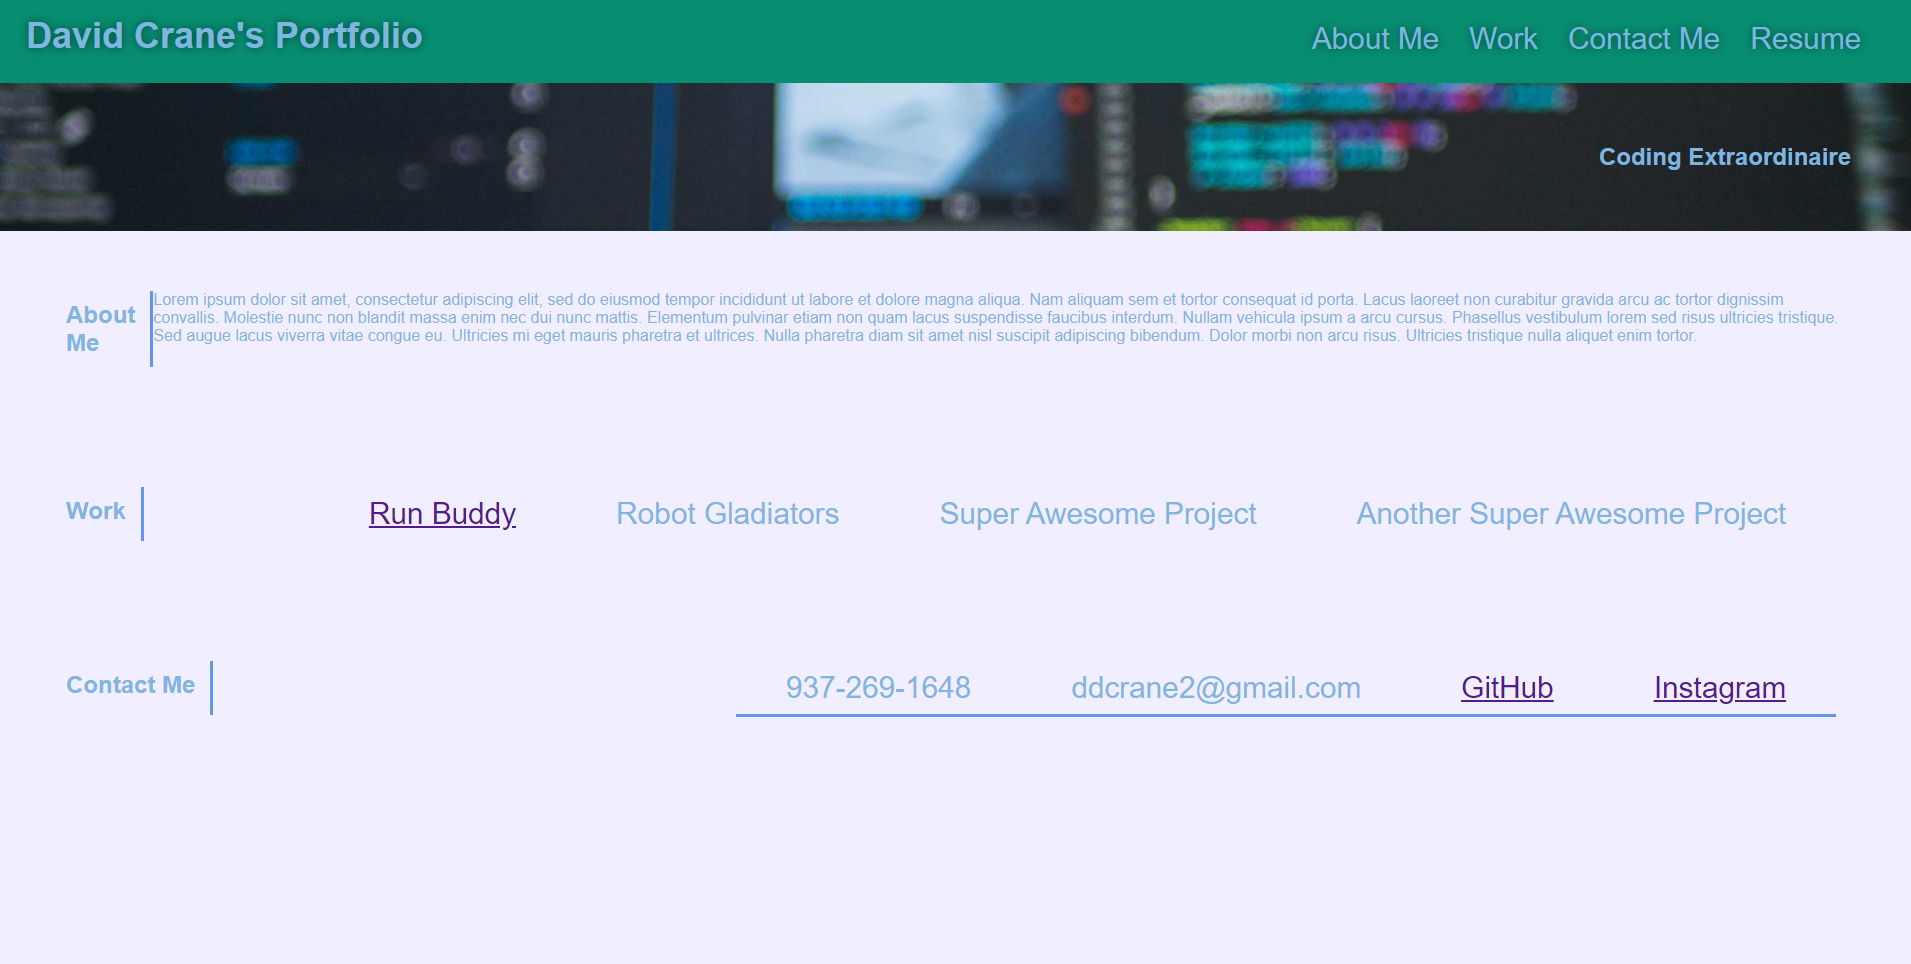 David Crane's Portfolio
About Me Work Contact Me Resume
Coding Extraordinaire
About
Me
Lorem ipsum dolor sit amet, consectetur adipiscing elit, sed do eiusmod tempor incididunt ut labore et dolore magna aliqua. Nam aliquam sem et tortor consequat id porta. Lacus laoreet non curabitur gravida arcu ac tortor dignissim
convallis. Molestie nunc non blandit massa enim nec dui nunc mattis. Elementum pulvinar etiam non quam lacus suspendisse faucibus interdum. Nullam vehicula ipsum a arcu cursus. Phasellus vestibulum lorem sed risus ultricies tristique.
Sed augue lacus viverra vitae congue eu. Ultricies mi eget mauris pharetra et ultrices. Nulla pharetra diam sit amet nisl suscipit adipiscing bibendum. Dolor morbi non arcu risus. Ultricies tristique nulla aliquet enim tortor.
Work
Run Buddy Robot Gladiators Super Awesome Project Another Super Awesome Project
Contact Me
937-269-1648 ddcrane2@gmail.com GitHub Instagram